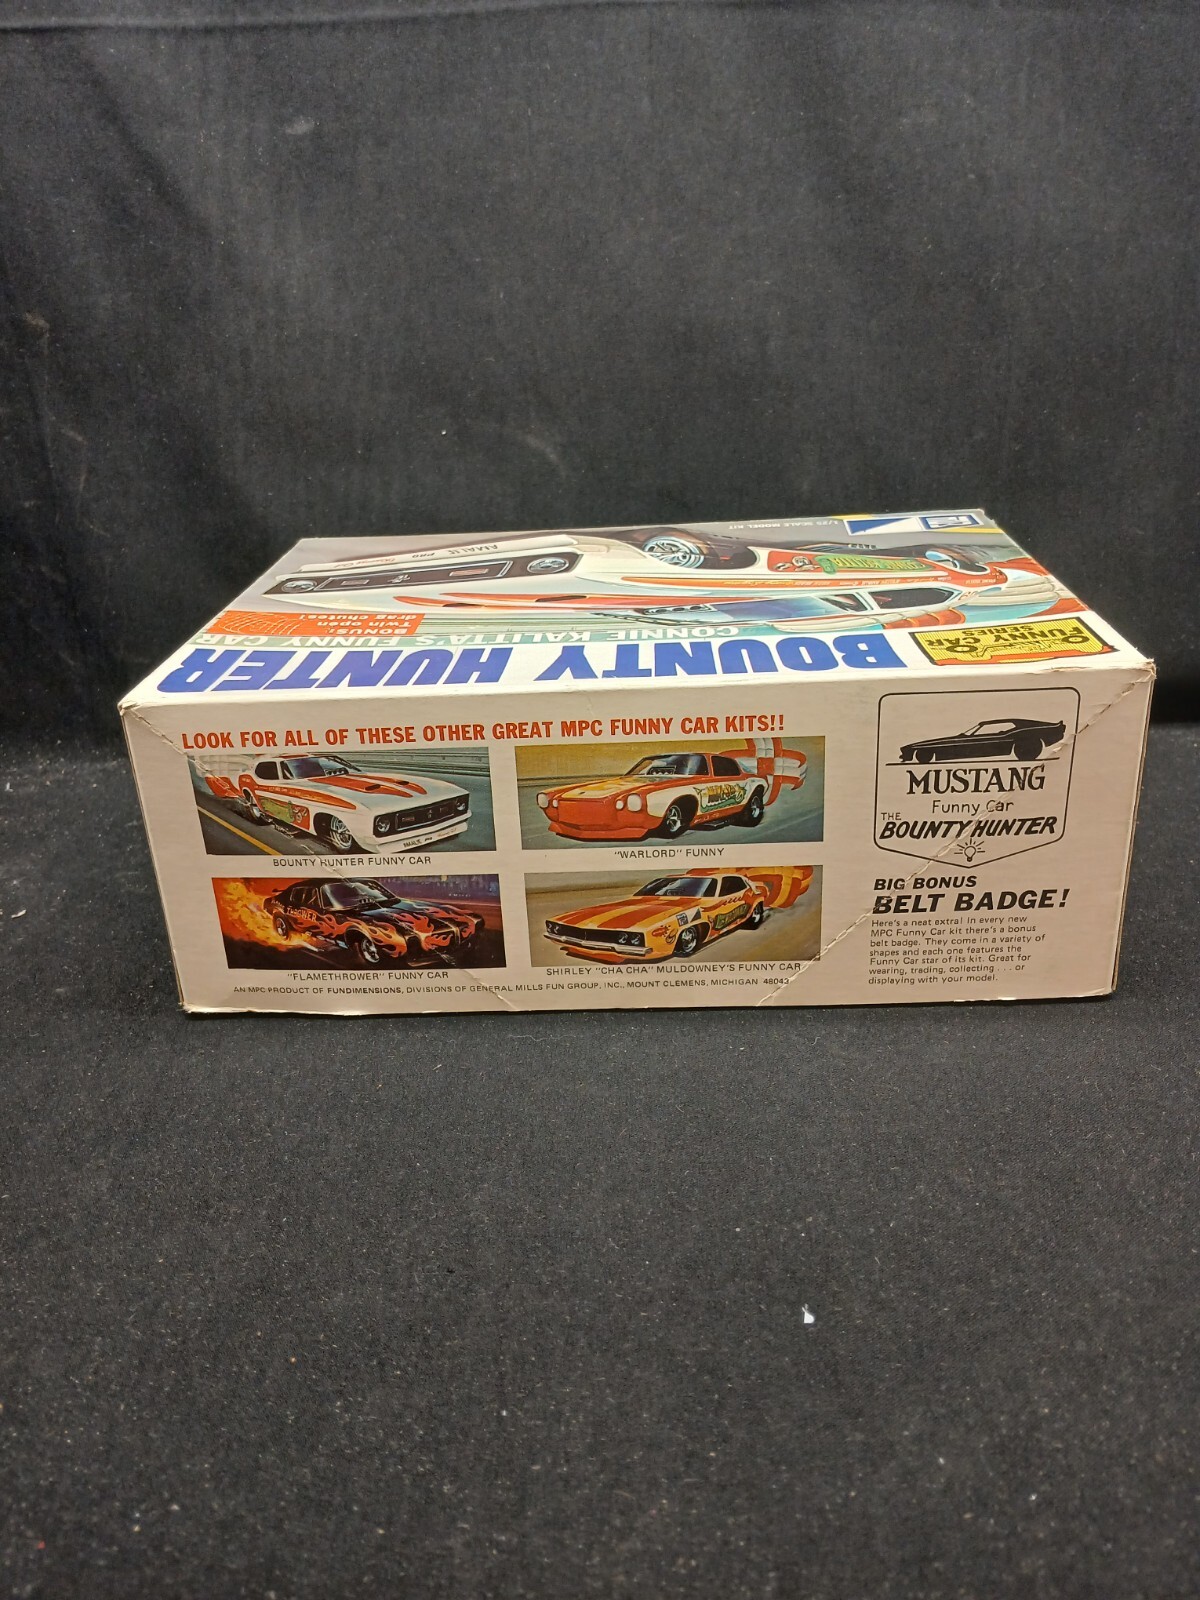 1/25 SCALE MODEL KIT
mpc
BONUS:
Twin open
drag chutes!
CONNIE KALITTA'S FUNNY CAR
BOUNTY HUNTER
FUNNY CAR
SERIES
LOOK FOR ALL OF THESE OTHER GREAT MPC FUNNY CAR KITS!!
BOUNTY HUNTER FUNNY CAR
"WARLORD" FUNNY
"FLAMETHROWER" FUNNY CAR
SHIRLEY "CHA CHA" MULDOWNEY'S FUNNY CAR
AN MPC PRODUCT OF FUNDIMENSIONS, DIVISIONS OF GENERAL MILLS FUN GROUP, INC., MOUNT CLEMENS, MICHIGAN 48043
MUSTANG
Funny Car
THE
BOUNTY HUNTER
BIG BONUS
BELT BADGE!
Here's a neat extra! In every new
MPC Funny Car kit there's a bonus
belt badge. They come in a variety of
shapes and each one features the
Funny Car star of its kit. Great for
wearing, trading, collecting . . . or
displaying with your model.